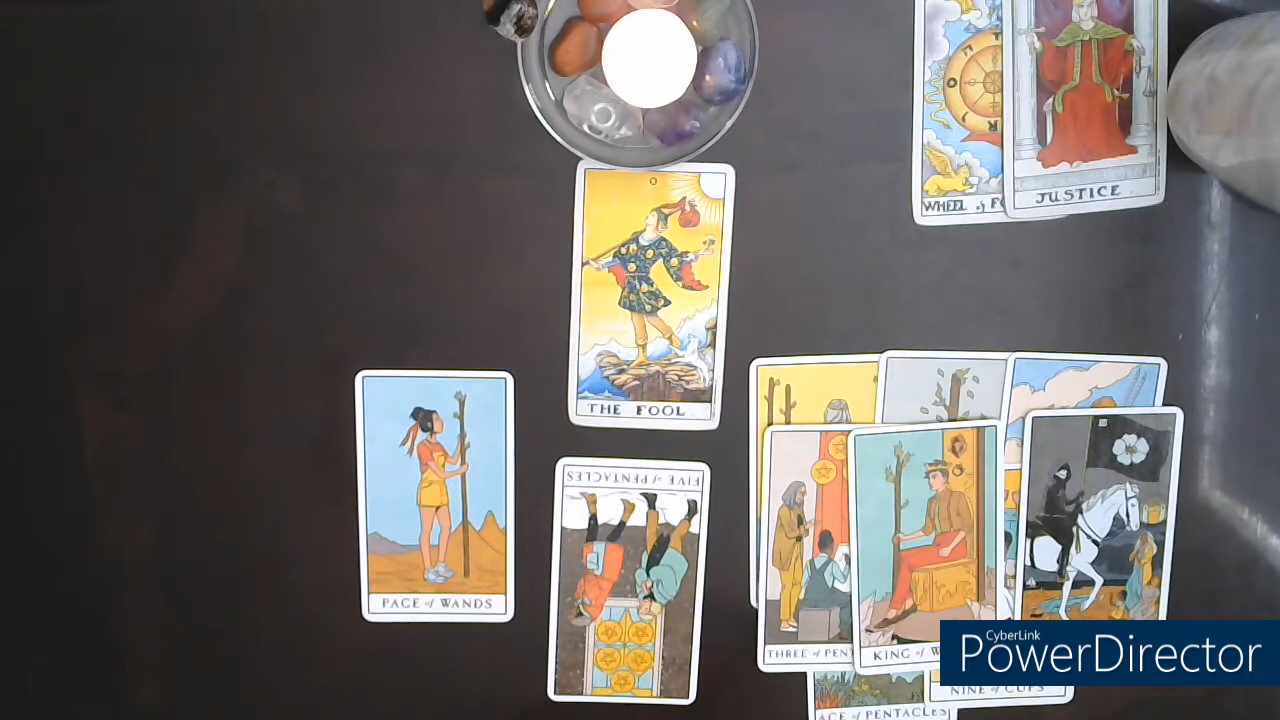 WHEEL of FO
JUSTICE
0
THE FOOL
FIVE of PENTACLES
PAGE of WANDS
THREE of PENT
KING of W
CyberLink
PowerDirector
NINE of CUPS
ACE of PENTACLES